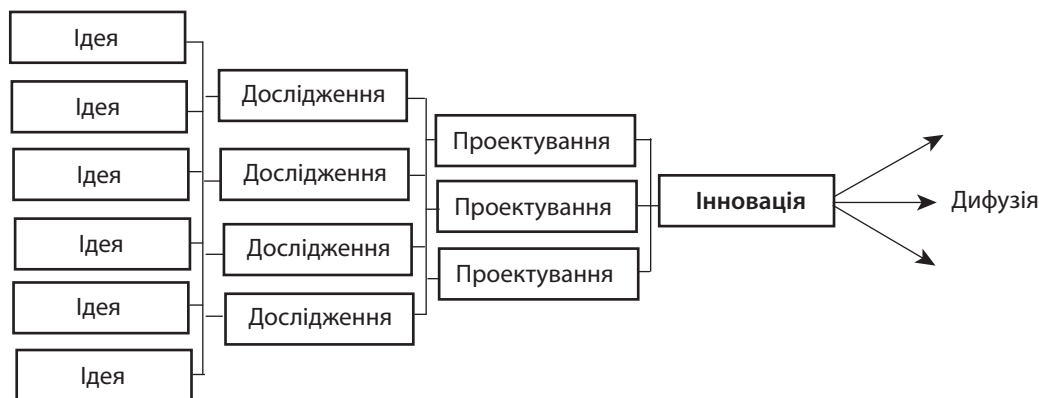 Ідея
Ідея
Ідея
Ідея
Ідея
Ідея
Дослідження
Дослідження
Дослідження
Дослідження
Проектування
Проектування
Проектування
Інновація
Дифузія